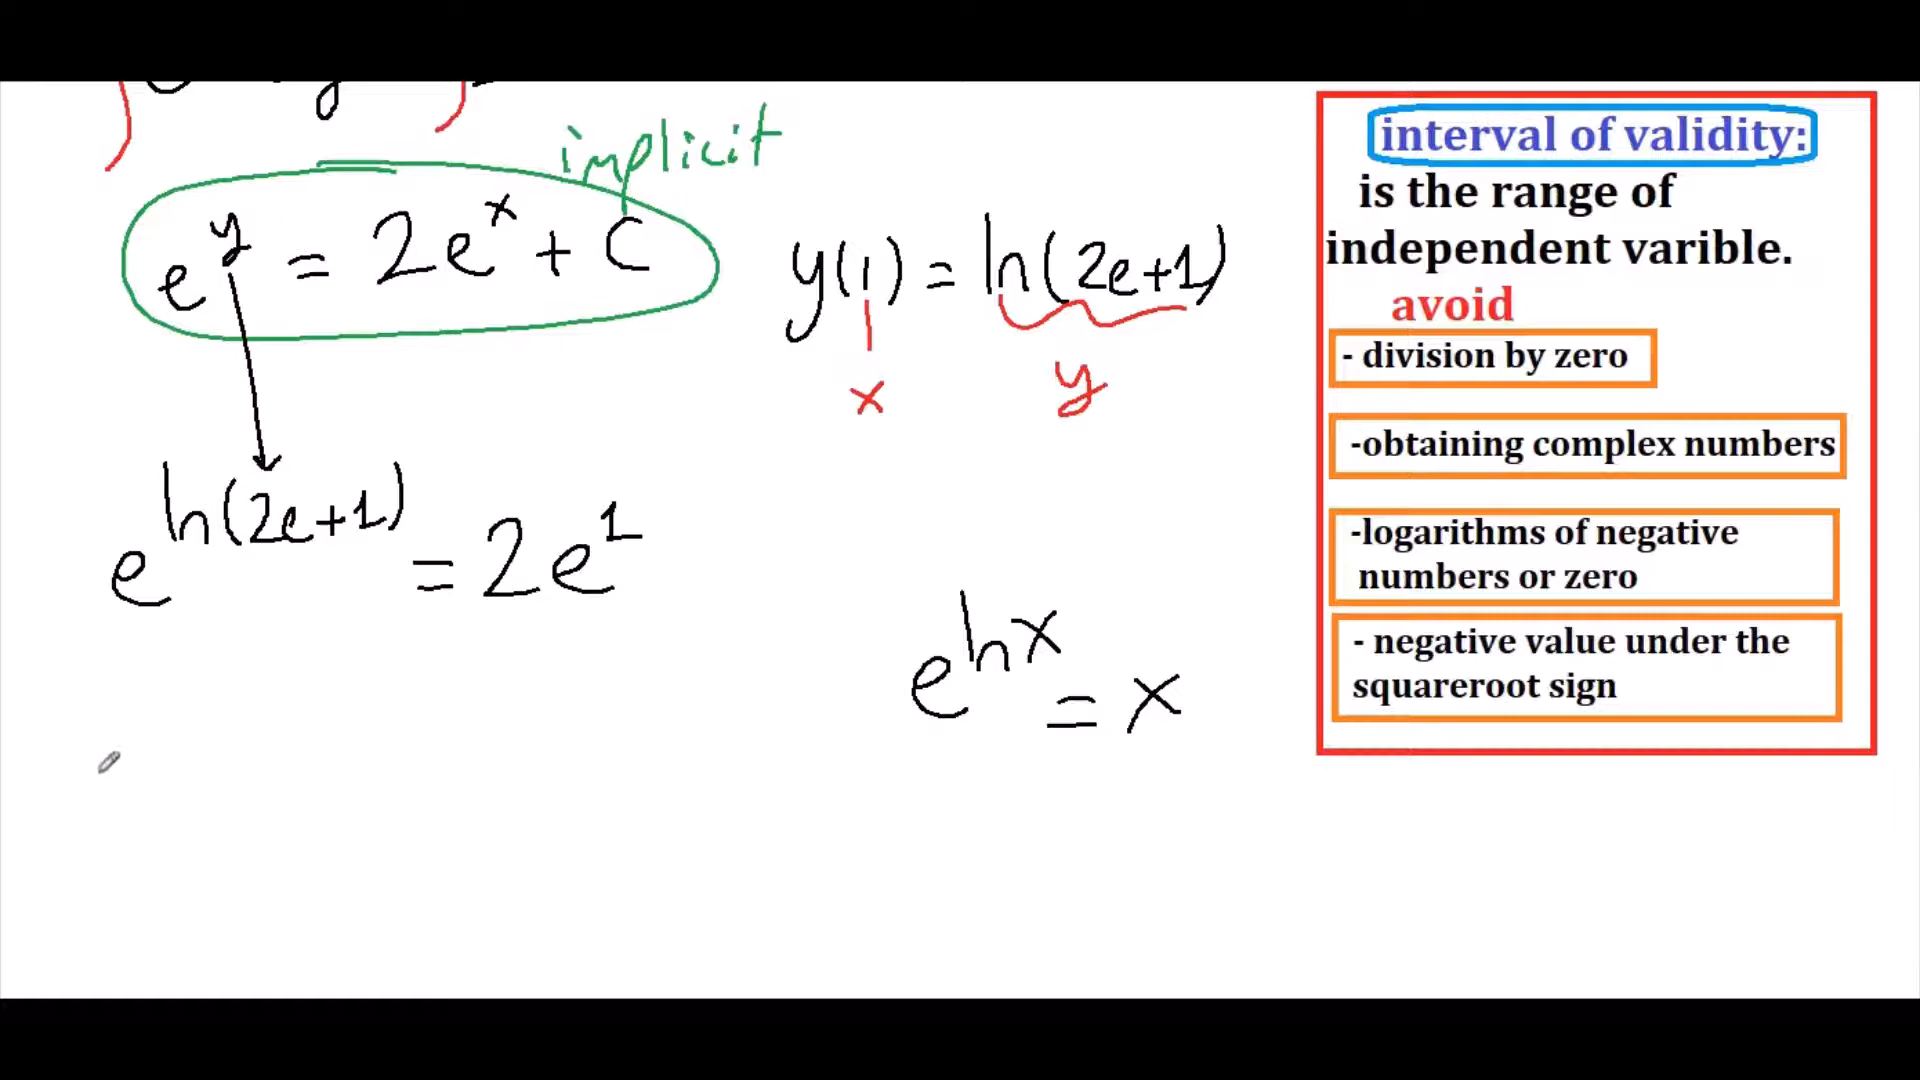 implicit
e^y = 2e^x + C
y(1) = ln(2e+1)
x
y
e^ln(2e+1) = 2e^1
e^ln x = x
interval of validity:
is the range of
independent varible.
avoid
- division by zero
-obtaining complex numbers
-logarithms of negative
numbers or zero
- negative value under the
squareroot sign